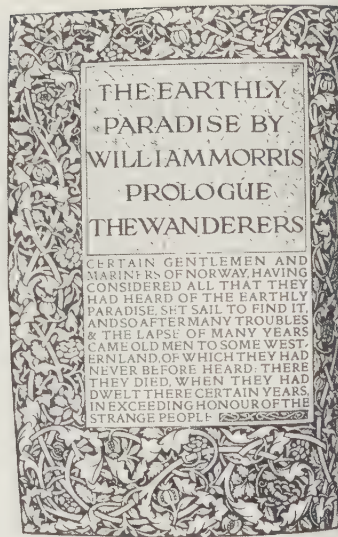 THE EARTHLY
PARADISE BY
WILLIAM MORRIS
PROLOGUE
THE WANDERERS
CERTAIN GENTLEMEN AND
MARINERS OF NORWAY, HAVING
CONSIDERED ALL THAT THEY
HAD HEARD OF THE EARTHLY
PARADISE, SET SAIL TO FIND IT,
AND SO AFTER MANY TROUBLES
& THE LAPSE OF MANY YEARS
CAME OLD MEN TO SOME WEST-
ERN LAND, OF WHICH THEY HAD
NEVER BEFORE HEARD: THERE
THEY DIED, WHEN THEY HAD
DWELT THERE CERTAIN YEARS,
IN EXCEEDING HONOUR OF THE
STRANGE PEOPLE